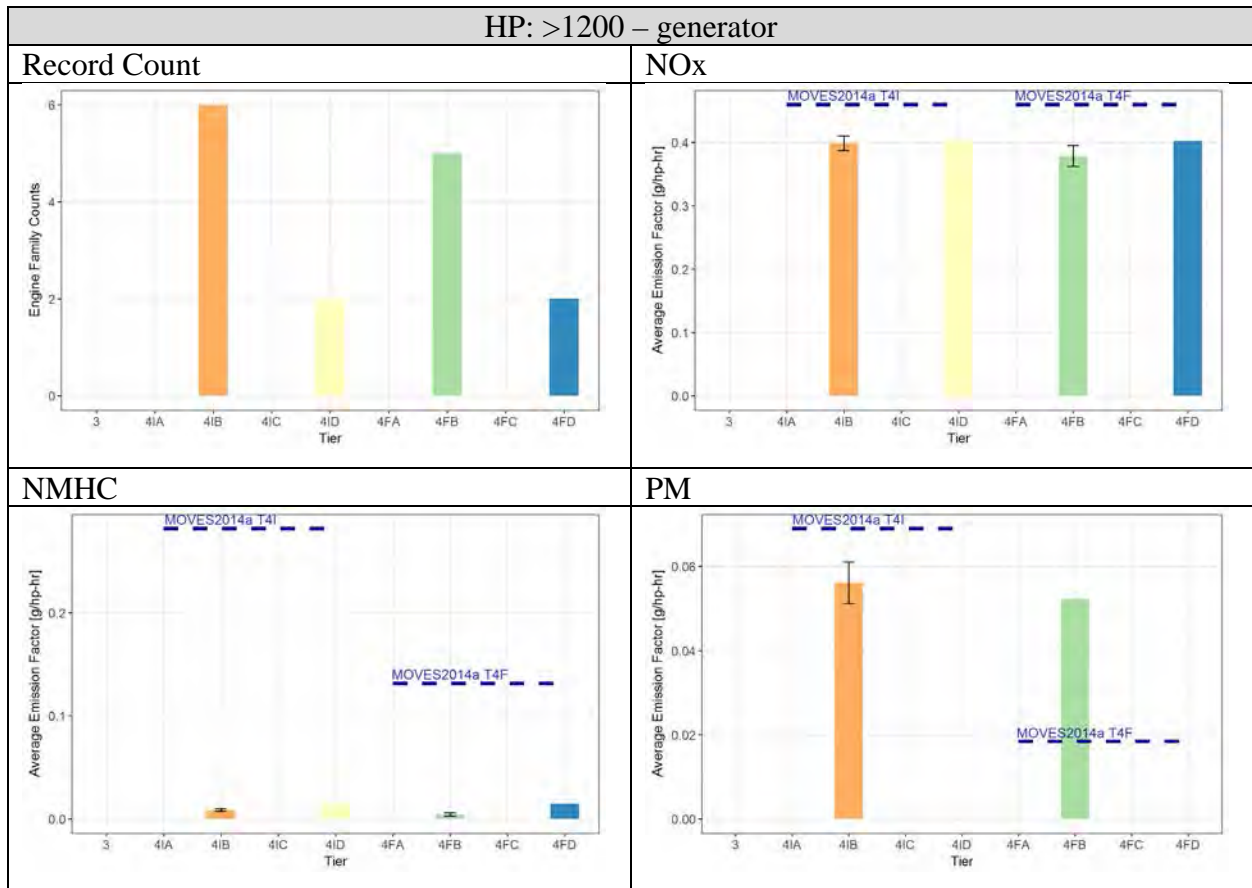 HP: >1200 – generator
Record Count
Engine Family Counts
6
4
2
0
3 4IA 4IB 4IC 4ID 4FA 4FB 4FC 4FD
Tier
NOx
MOVES2014a T4I MOVES2014a T4F
Average Emission Factor [g/hp-hr]
0.4
0.3
0.2
0.1
0.0
3 4IA 4IB 4IC 4ID 4FA 4FB 4FC 4FD
Tier
NMHC
MOVES2014a T4I
Average Emission Factor [g/hp-hr]
0.2
MOVES2014a T4F
0.1
0.0
3 4IA 4IB 4IC 4ID 4FA 4FB 4FC 4FD
Tier
PM
MOVES2014a T4I
Average Emission Factor [g/hp-hr]
0.06
0.04
0.02
MOVES2014a T4F
0.00
3 4IA 4IB 4IC 4ID 4FA 4FB 4FC 4FD
Tier